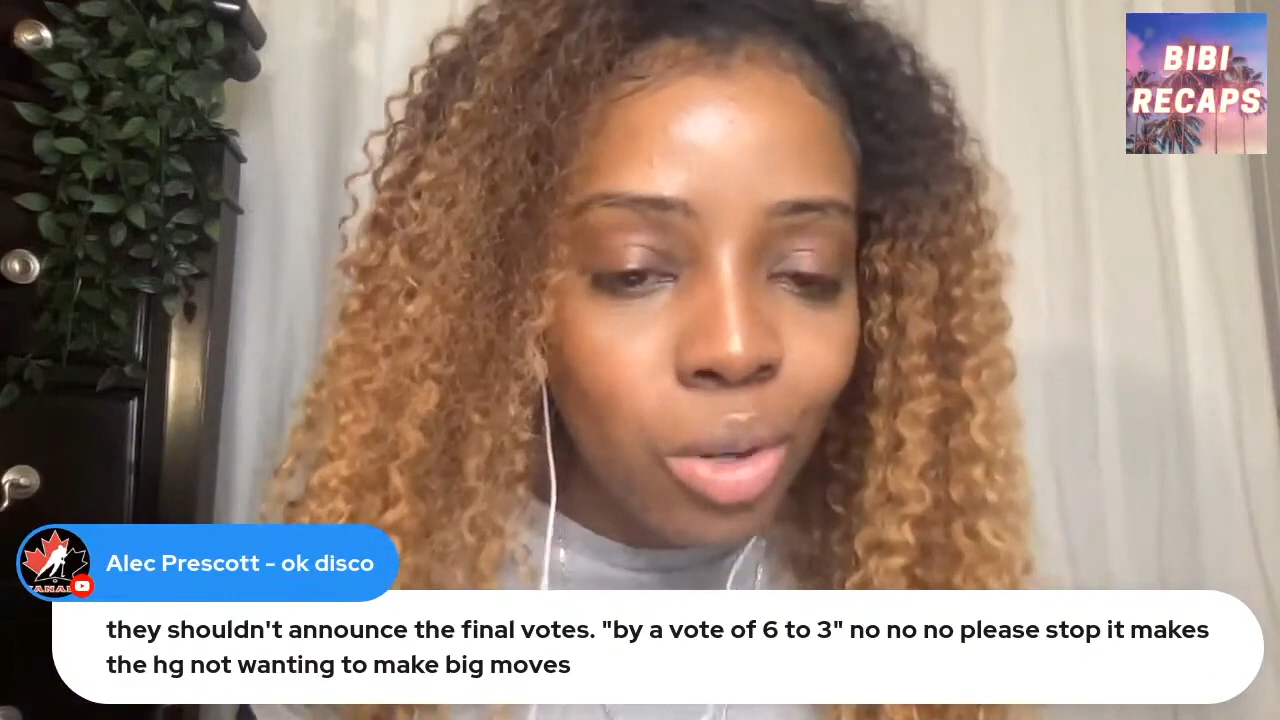 BIBI
RECAPS
Alec Prescott - ok disco
they shouldn't announce the final votes. "by a vote of 6 to 3" no no no please stop it makes
the hg not wanting to make big moves